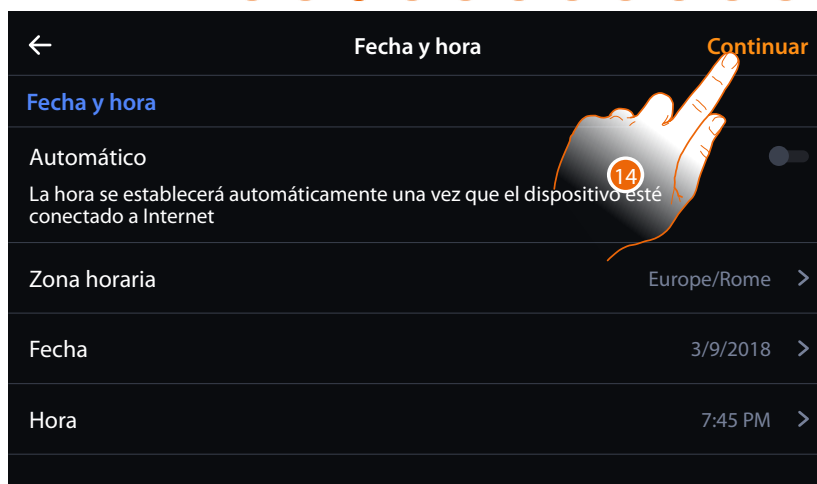 Fecha y hora
Continuar
Fecha y hora
Automático
14
La hora se establecerá automáticamente una vez que el dispositivo esté
conectado a Internet
Zona horaria
Europe/Rome
Fecha
3/9/2018
Hora
7:45 PM